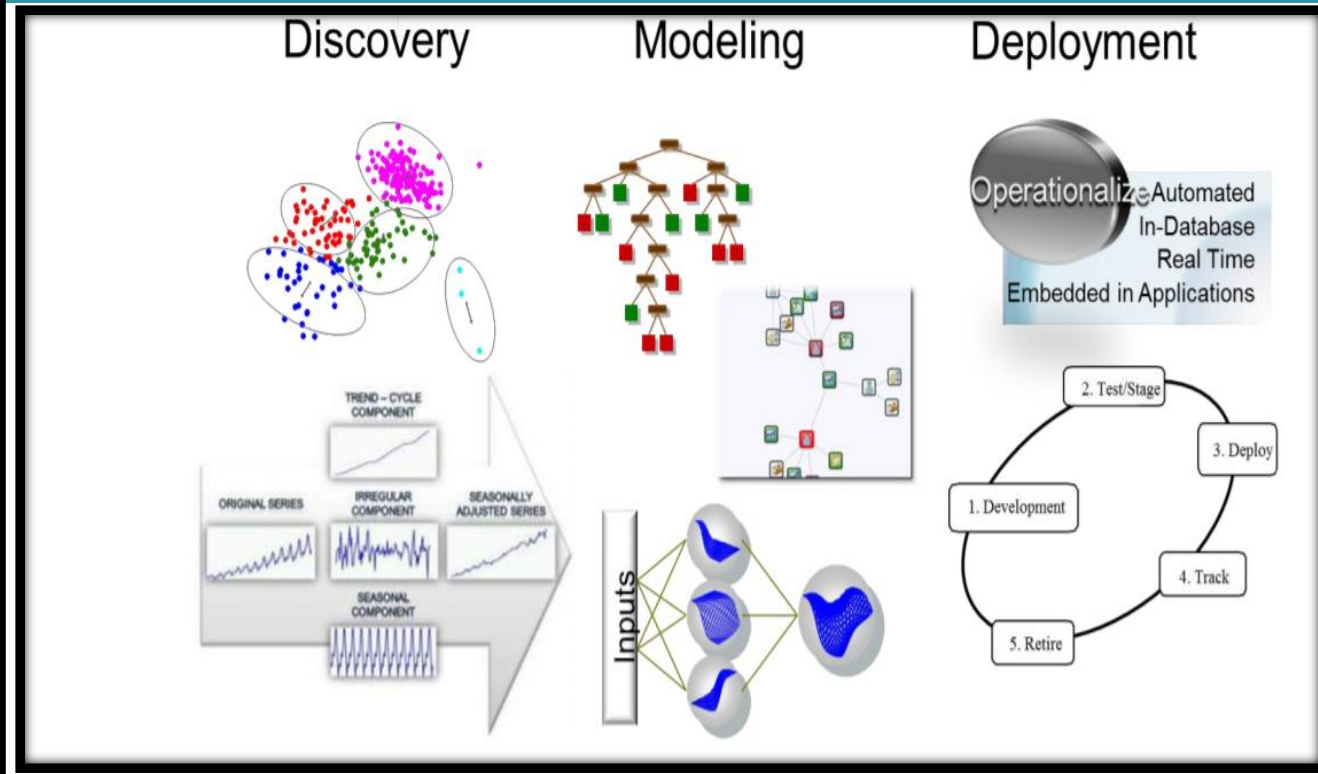 Discovery
Modeling
Deployment
TREND – CYCLE
COMPONENT
ORIGINAL SERIES
IRREGULAR
COMPONENT
SEASONALLY
ADJUSTED SERIES
SEASONAL
COMPONENT
Inputs
Operationalize
Automated
In-Database
Real Time
Embedded in Applications
2. Test/Stage
3. Deploy
1. Development
4. Track
5. Retire